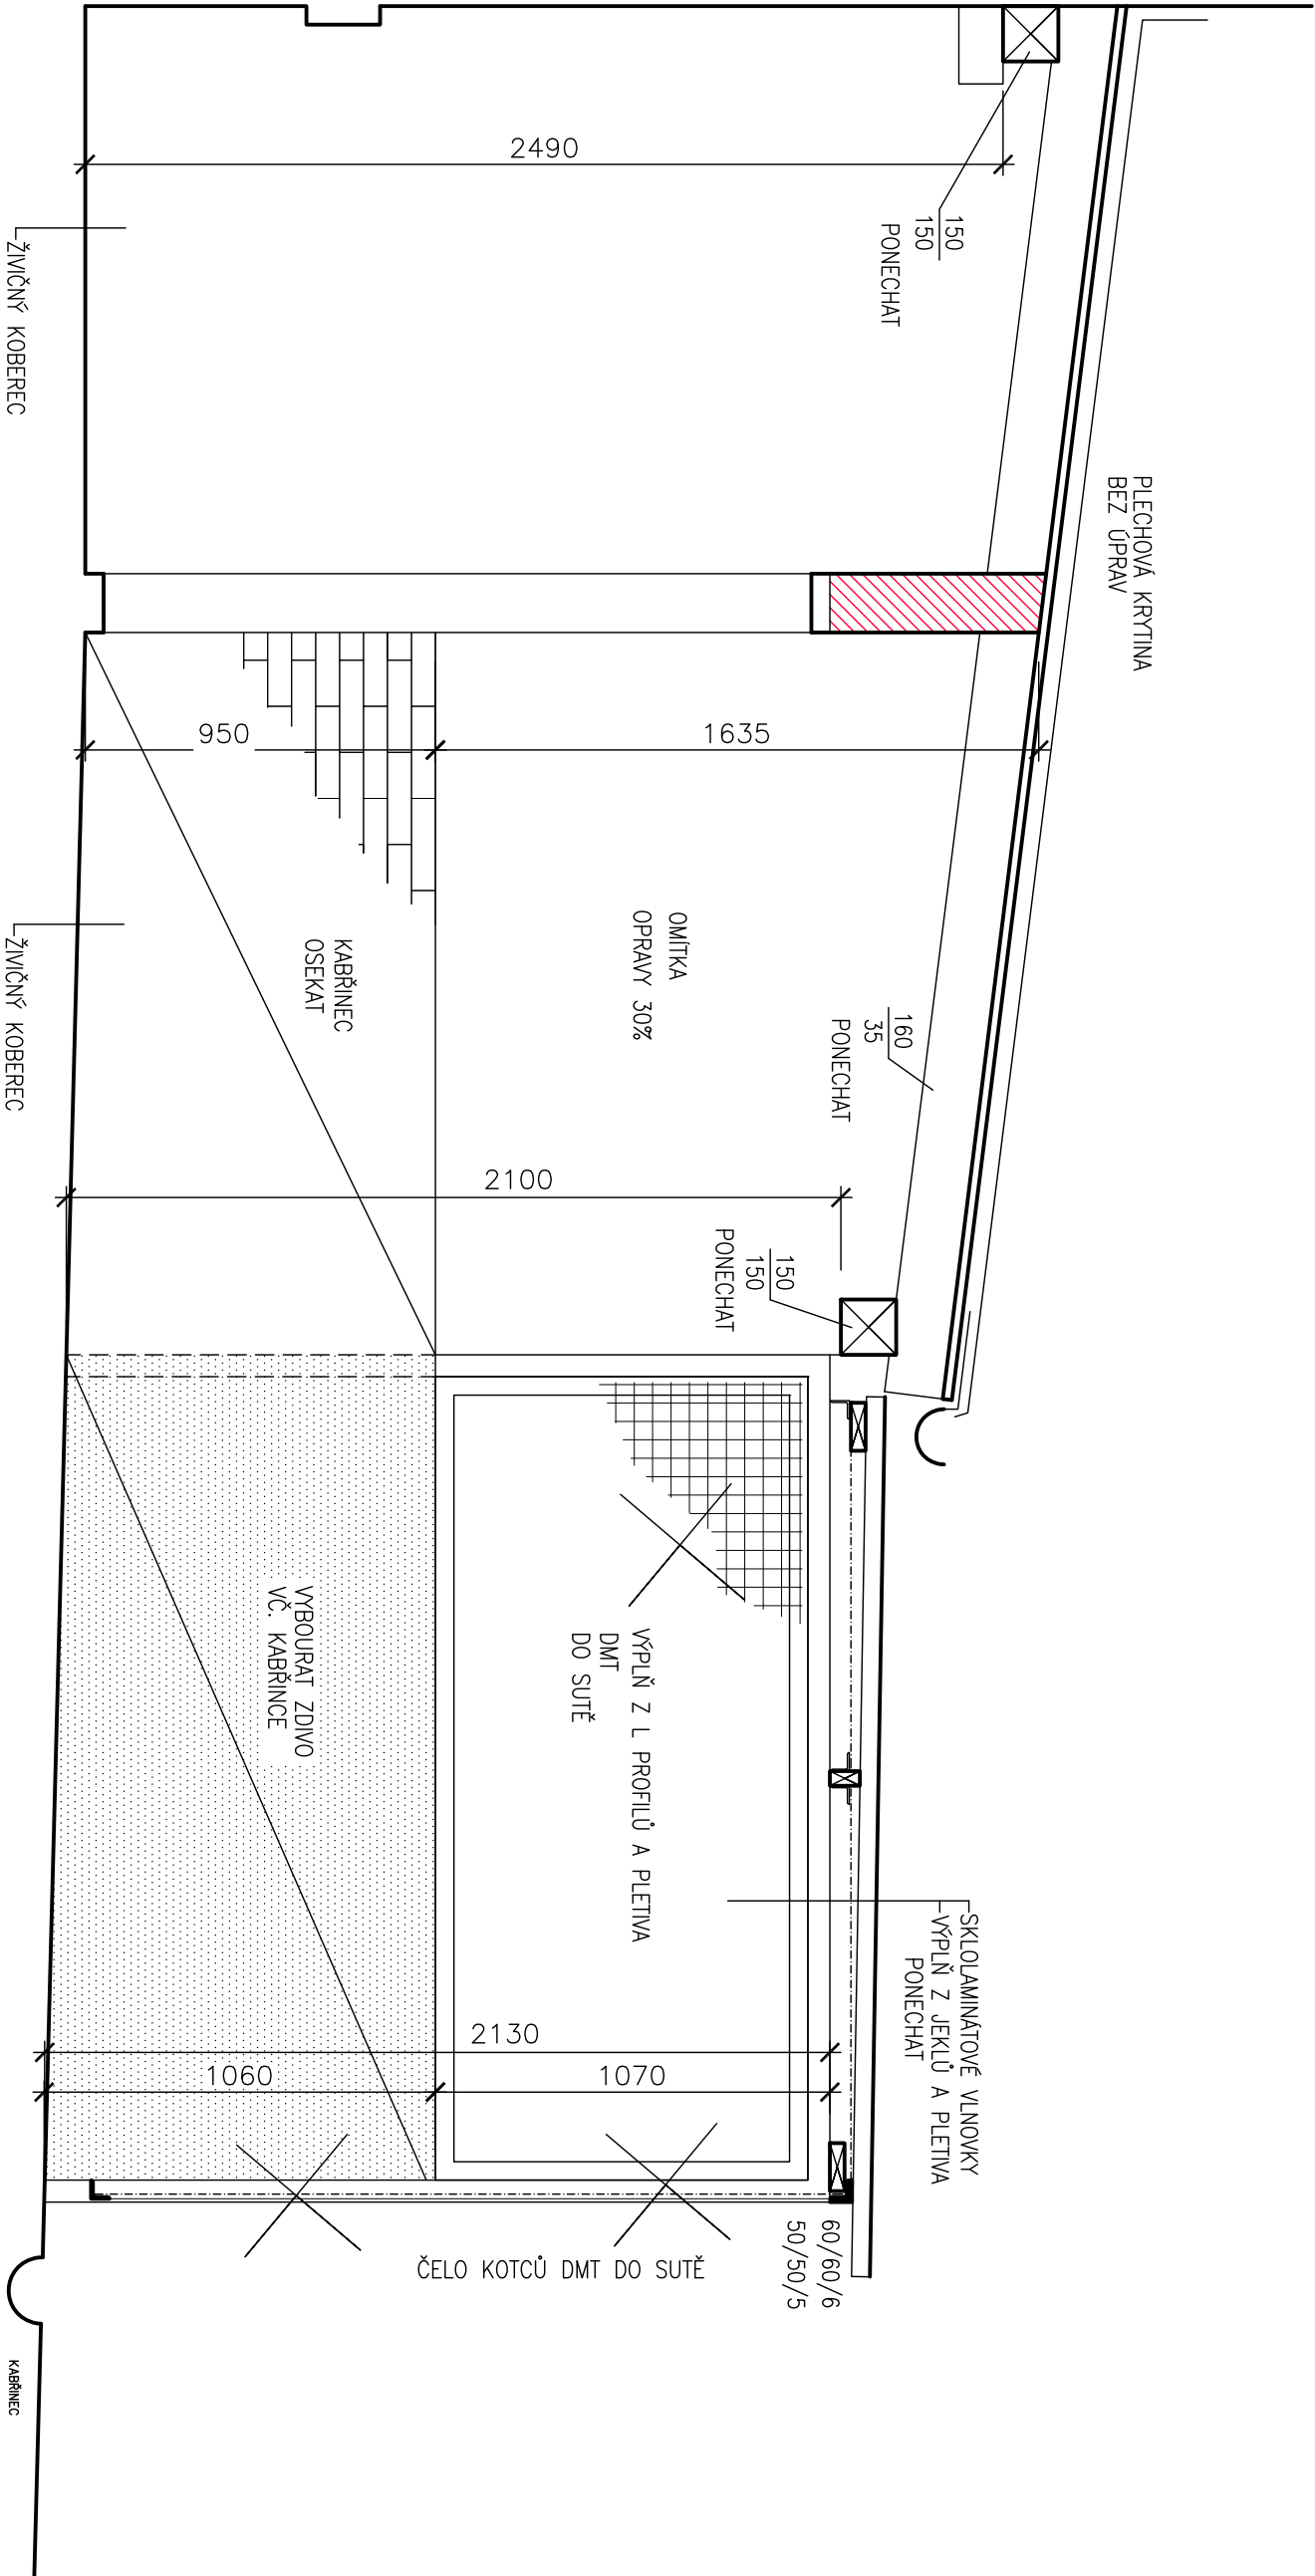 PLECHOVÁ KRYTINA
BEZ ÚPRAV
150
150
PONECHAT
2490
ŽIVIČNÝ KOBEREC
950
1635
OMÍTKA
OPRAVY 30%
KABŘINEC
OSEKAT
160
35
PONECHAT
ŽIVIČNÝ KOBEREC
2100
150
150
PONECHAT
VÝPLŇ Z L PROFILŮ A PLETIVA
DMT
DO SUTĚ
VYBOURAT ZDIVO
VČ. KABŘINCE
SKLOLAMINÁTOVÉ VLNOVKY
VÝPLŇ Z JEKLŮ A PLETIVA
PONECHAT
2130
1060
1070
60/60/6
50/50/5
ČELO KOTCŮ DMT DO SUTĚ
KABŘINEC